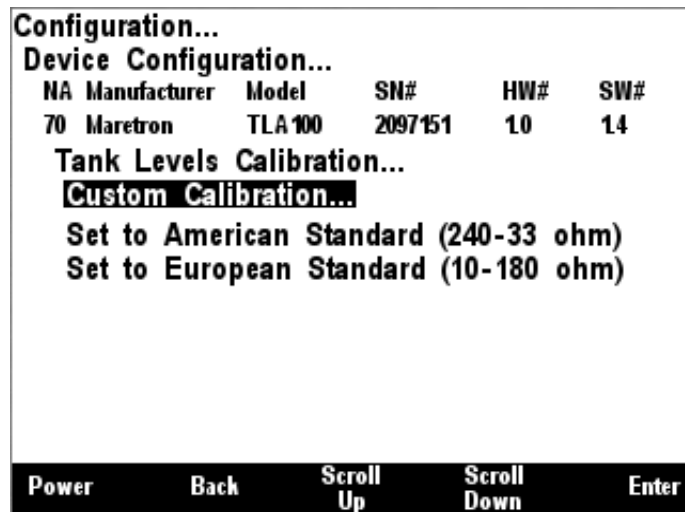 Configuration...
Device Configuration...
NA Manufacturer Model SN# HW# SW#
70 Maretron TLA100 2097151 1.0 1.4
Tank Levels Calibration...
Custom Calibration...
Set to American Standard (240-33 ohm)
Set to European Standard (10-180 ohm)
Power Back Scroll Up Scroll Down Enter